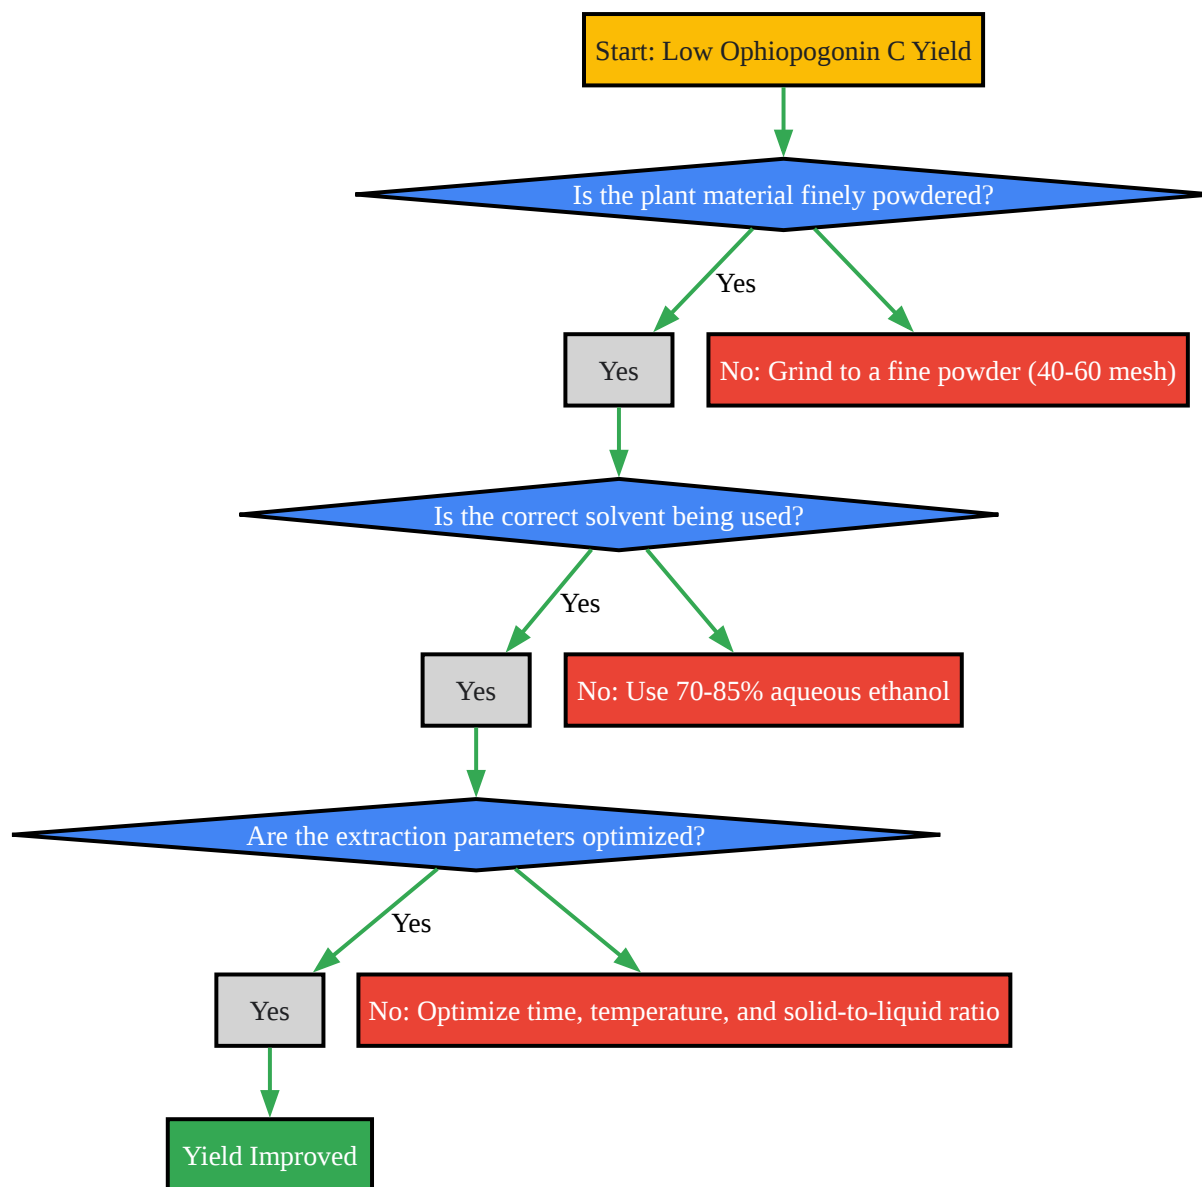 Start: Low Ophiopogonin C Yield
Is the plant material finely powdered?
Yes
Yes
No: Grind to a fine powder (40-60 mesh)
Is the correct solvent being used?
Yes
Yes
No: Use 70-85% aqueous ethanol
Are the extraction parameters optimized?
Yes
Yes
No: Optimize time, temperature, and solid-to-liquid ratio
Yield Improved